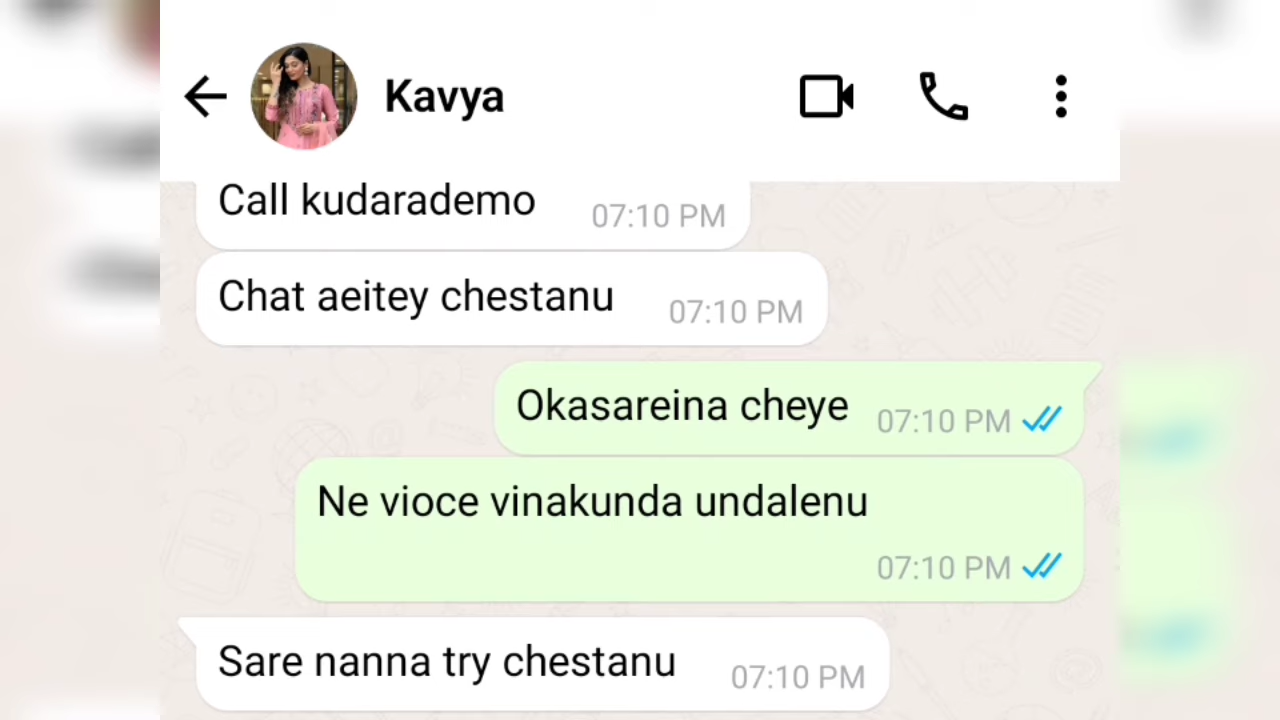 Kavya
Call kudarademo 07:10 PM
Chat aeitey chestanu 07:10 PM
Okasareina cheye 07:10 PM
Ne vioce vinakunda undalenu
07:10 PM
Sare nanna try chestanu 07:10 PM